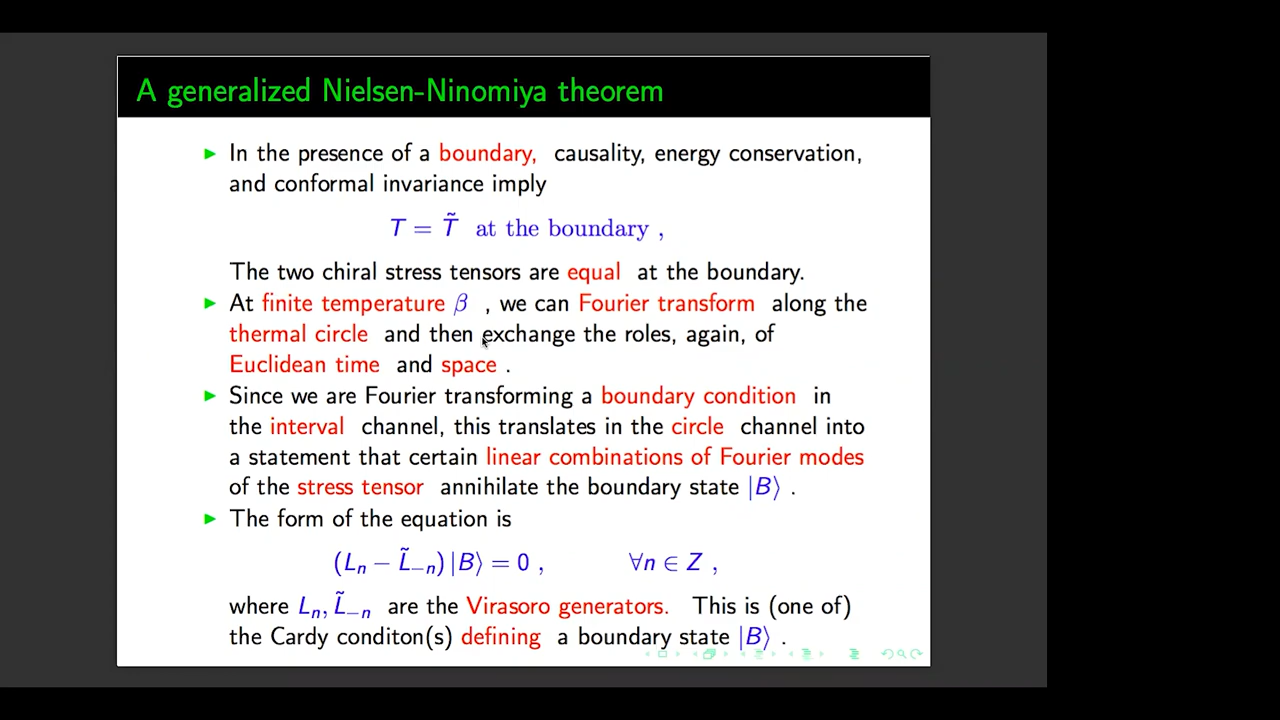 A generalized Nielsen-Ninomiya theorem
▶ In the presence of a boundary, causality, energy conservation,
and conformal invariance imply
T = T̃ at the boundary ,
The two chiral stress tensors are equal at the boundary.
▶ At finite temperature β , we can Fourier transform along the
thermal circle and then exchange the roles, again, of
Euclidean time and space .
▶ Since we are Fourier transforming a boundary condition in
the interval channel, this translates in the circle channel into
a statement that certain linear combinations of Fourier modes
of the stress tensor annihilate the boundary state |B⟩ .
▶ The form of the equation is
(Lₙ − L̃₋ₙ) |B⟩ = 0 , ∀n ∈ Z ,
where Lₙ, L̃₋ₙ are the Virasoro generators. This is (one of)
the Cardy conditon(s) defining a boundary state |B⟩ .